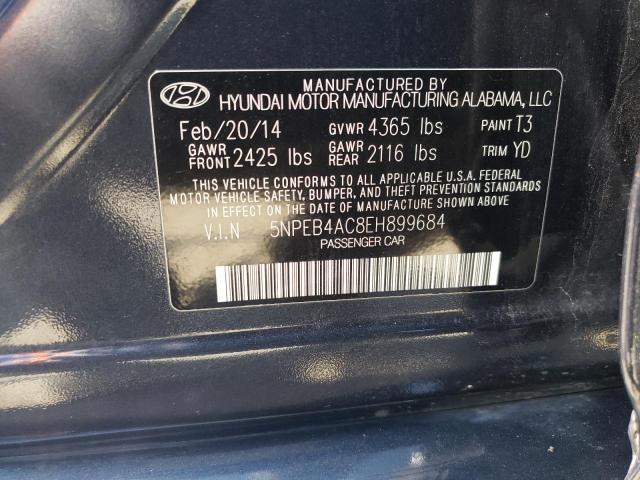 MANUFACTURED BY
HYUNDAI MOTOR MANUFACTURING ALABAMA, LLC
Feb/20/14 GVWR 4365 lbs PAINT T3
GAWR FRONT 2425 lbs GAWR REAR 2116 lbs TRIM YD
THIS VEHICLE CONFORMS TO ALL APPLICABLE U.S.A. FEDERAL
MOTOR VEHICLE SAFETY, BUMPER, AND THEFT PREVENTION STANDARDS
IN EFFECT ON THE DATE OF MANUFACTURE SHOWN ABOVE
V.I.N 5NPEB4AC8EH899684
PASSENGER CAR